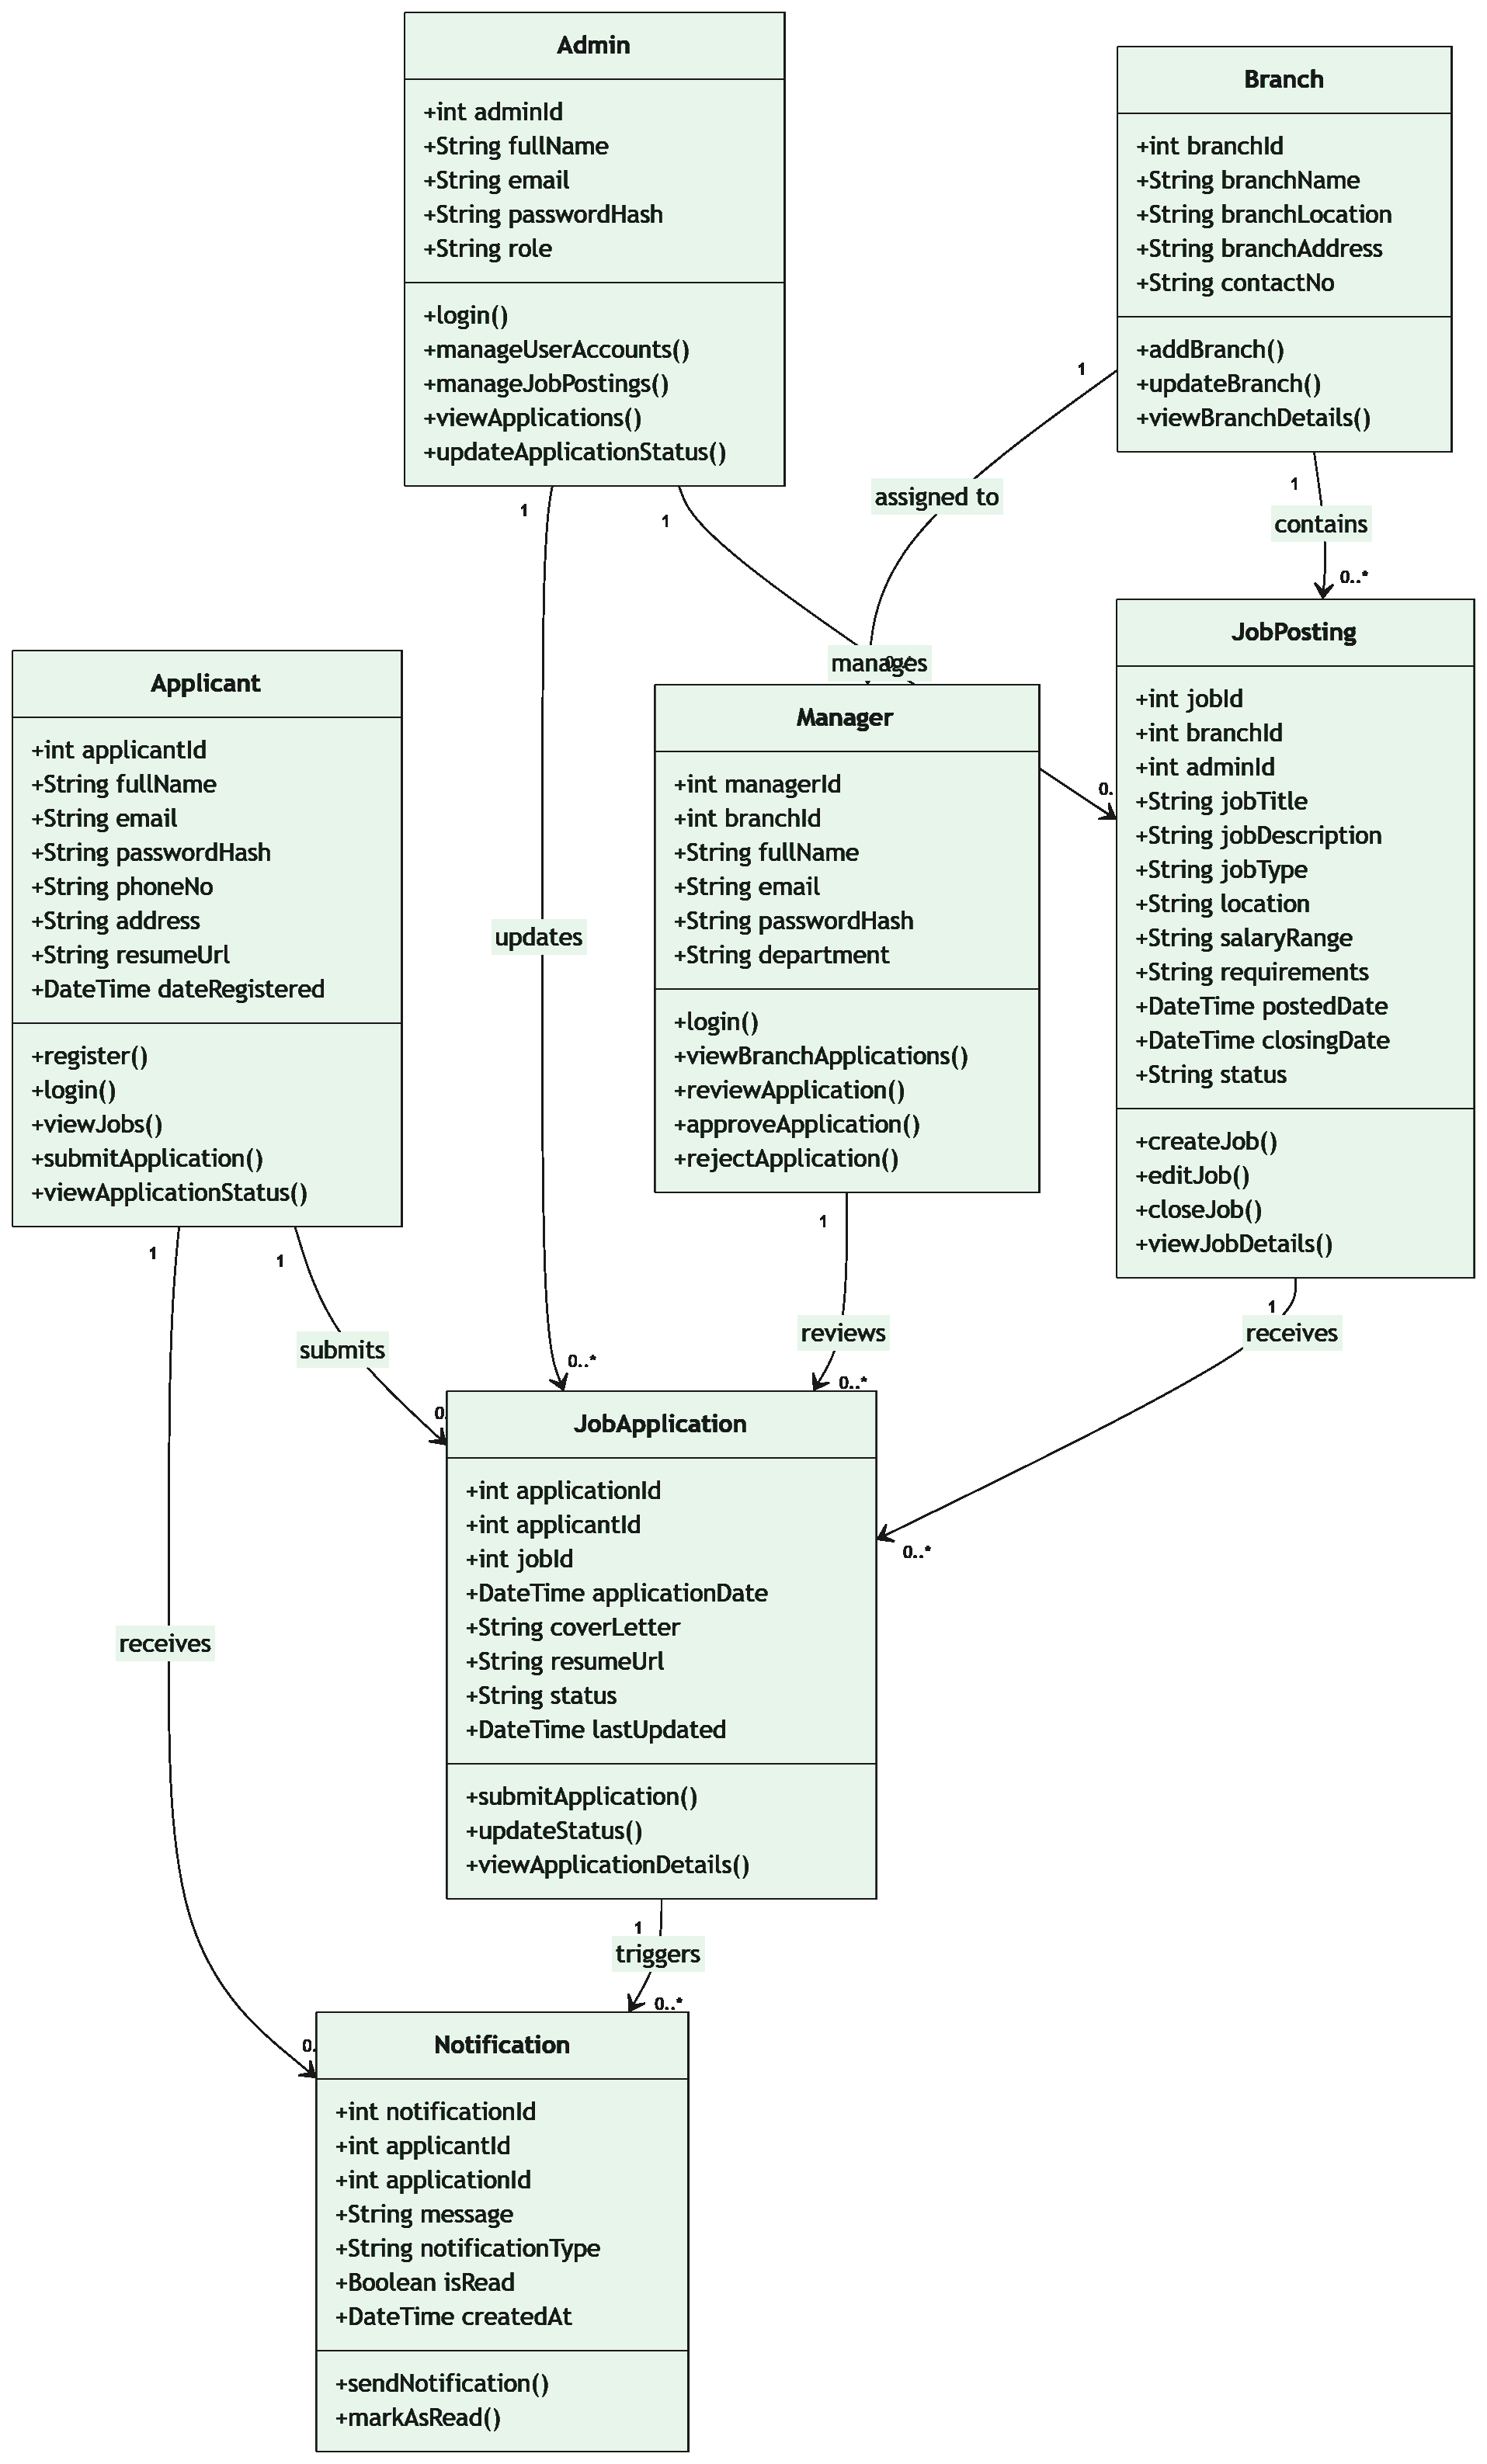 Admin
+int adminId
+String fullName
+String email
+String passwordHash
+String role
+login()
+manageUserAccounts()
+manageJobPostings()
+viewApplications()
+updateApplicationStatus()
Branch
+int branchId
+String branchName
+String branchLocation
+String branchAddress
+String contactNo
+addBranch()
+updateBranch()
+viewBranchDetails()
1
assigned to
1
contains
0..*
1
1
manages
updates
0..*
Applicant
+int applicantId
+String fullName
+String email
+String passwordHash
+String phoneNo
+String address
+String resumeUrl
+DateTime dateRegistered
+register()
+login()
+viewJobs()
+submitApplication()
+viewApplicationStatus()
Manager
+int managerId
+int branchId
+String fullName
+String email
+String passwordHash
+String department
+login()
+viewBranchApplications()
+reviewApplication()
+approveApplication()
+rejectApplication()
0.
JobPosting
+int jobId
+int branchId
+int adminId
+String jobTitle
+String jobDescription
+String jobType
+String location
+String salaryRange
+String requirements
+DateTime postedDate
+DateTime closingDate
+String status
+createJob()
+editJob()
+closeJob()
+viewJobDetails()
1
receives
1
submits
0.
1
reviews
0..*
1
receives
0..*
JobApplication
+int applicationId
+int applicantId
+int jobId
+DateTime applicationDate
+String coverLetter
+String resumeUrl
+String status
+DateTime lastUpdated
+submitApplication()
+updateStatus()
+viewApplicationDetails()
1
triggers
0..*
0.
Notification
+int notificationId
+int applicantId
+int applicationId
+String message
+String notificationType
+Boolean isRead
+DateTime createdAt
+sendNotification()
+markAsRead()